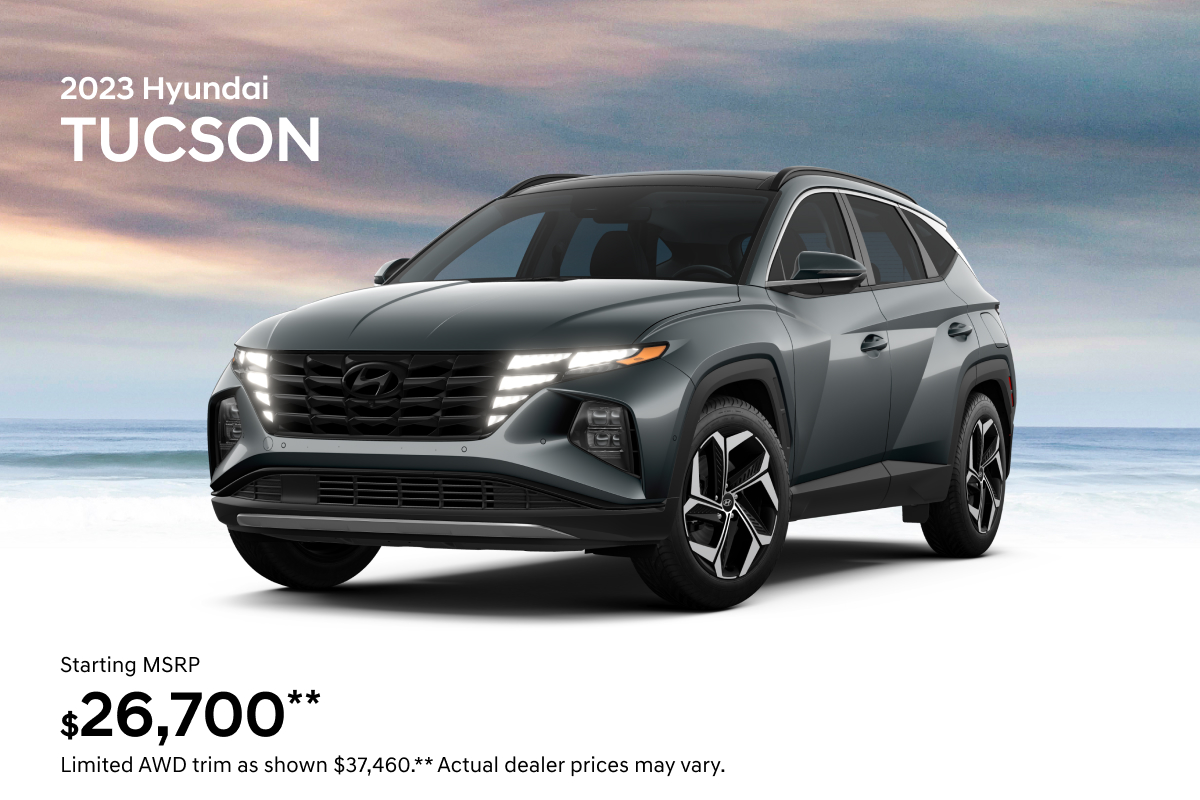 2023 Hyundai
TUCSON
Starting MSRP
$26,700**
Limited AWD trim as shown $37,460.** Actual dealer prices may vary.